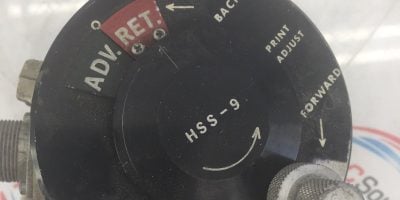 ADV. RET.
BACK
PRINT
ADJUST
FORWARD
HSS-9